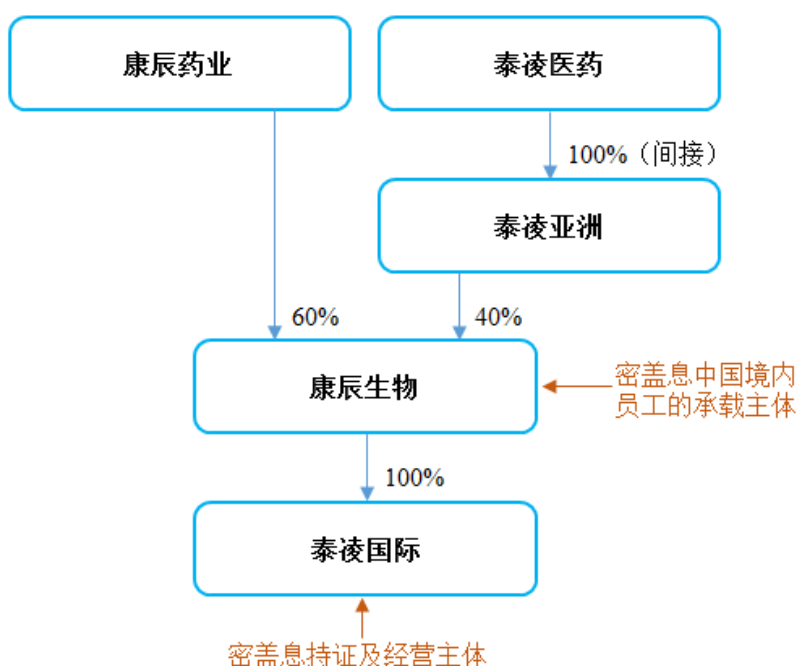 康辰药业
泰凌医药
100%（间接）
泰凌亚洲
60%
40%
康辰生物
密盖息中国境内
员工的承载主体
100%
泰凌国际
密盖息持证及经营主体